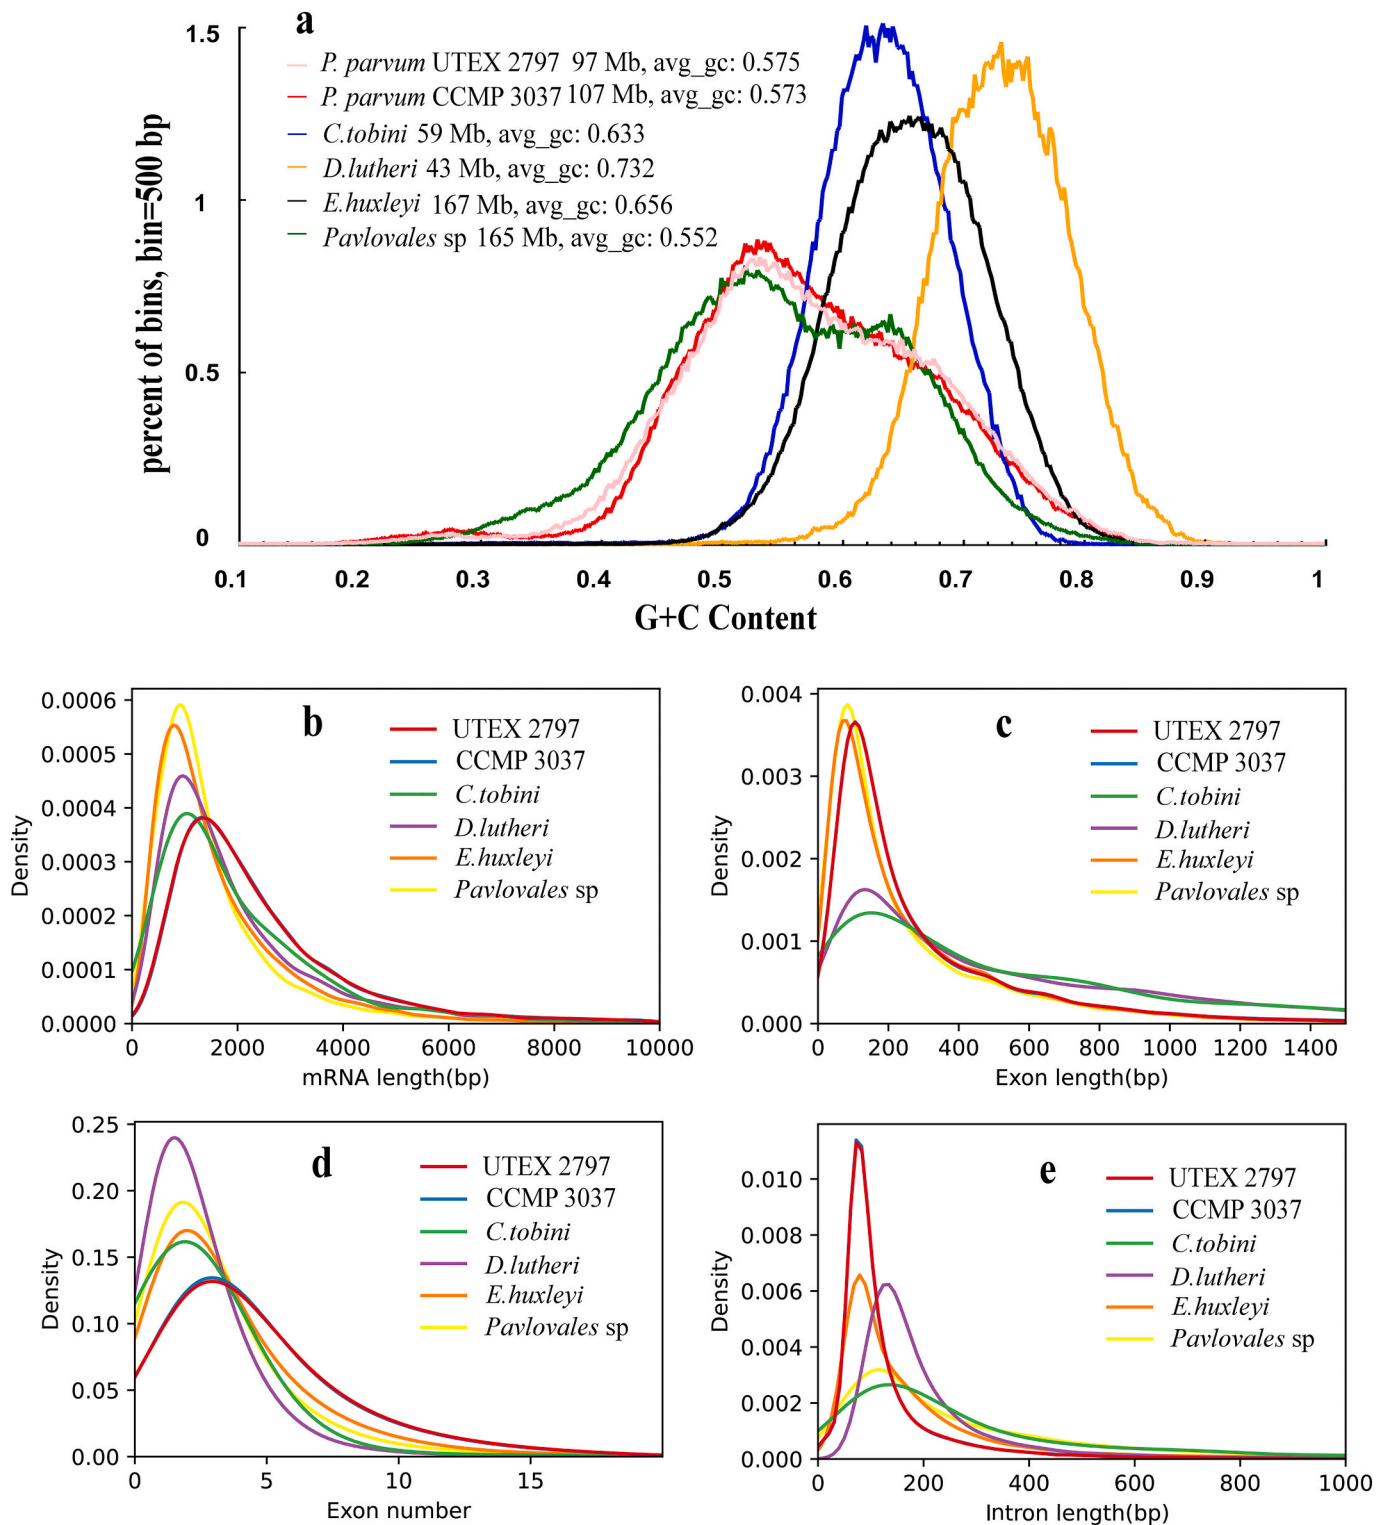 a
1.5
1
0.5
0
percent of bins, bin=500 bp
P. parvum UTEX 2797 97 Mb, avg_gc: 0.575
P. parvum CCMP 3037 107 Mb, avg_gc: 0.573
C.tobini 59 Mb, avg_gc: 0.633
D.lutheri 43 Mb, avg_gc: 0.732
E.huxleyi 167 Mb, avg_gc: 0.656
Pavlovales sp 165 Mb, avg_gc: 0.552
0.1 0.2 0.3 0.4 0.5 0.6 0.7 0.8 0.9 1
G+C Content
b
0.0006
0.0005
0.0004
0.0003
0.0002
0.0001
0.0000
Density
UTEX 2797
CCMP 3037
C.tobini
D.lutheri
E.huxleyi
Pavlovales sp
0 2000 4000 6000 8000 10000
mRNA length(bp)
c
0.004
0.003
0.002
0.001
0.000
Density
UTEX 2797
CCMP 3037
C.tobini
D.lutheri
E.huxleyi
Pavlovales sp
0 200 400 600 800 1000 1200 1400
Exon length(bp)
d
0.25
0.20
0.15
0.10
0.05
0.00
Density
UTEX 2797
CCMP 3037
C.tobini
D.lutheri
E.huxleyi
Pavlovales sp
0 5 10 15
Exon number
e
0.010
0.008
0.006
0.004
0.002
0.000
Density
UTEX 2797
CCMP 3037
C.tobini
D.lutheri
E.huxleyi
Pavlovales sp
0 200 400 600 800 1000
Intron length(bp)